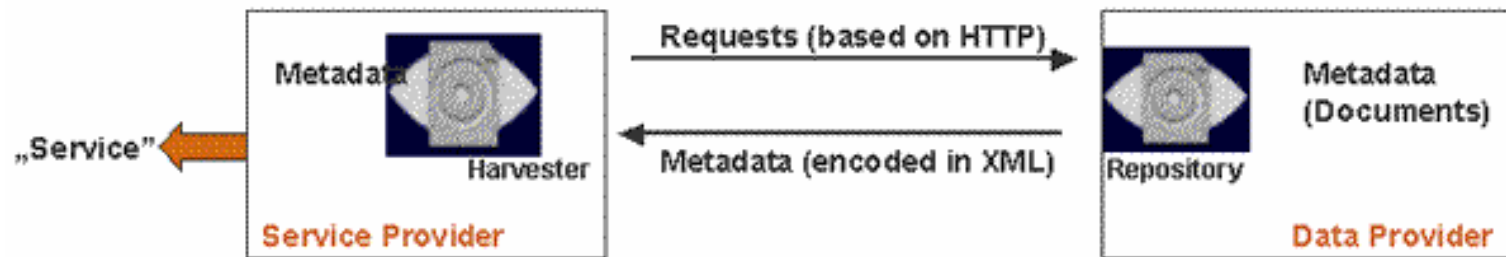 „Service”
Metadata
Harvester
Service Provider
Requests (based on HTTP)
Metadata (encoded in XML)
Repository
Metadata
(Documents)
Data Provider